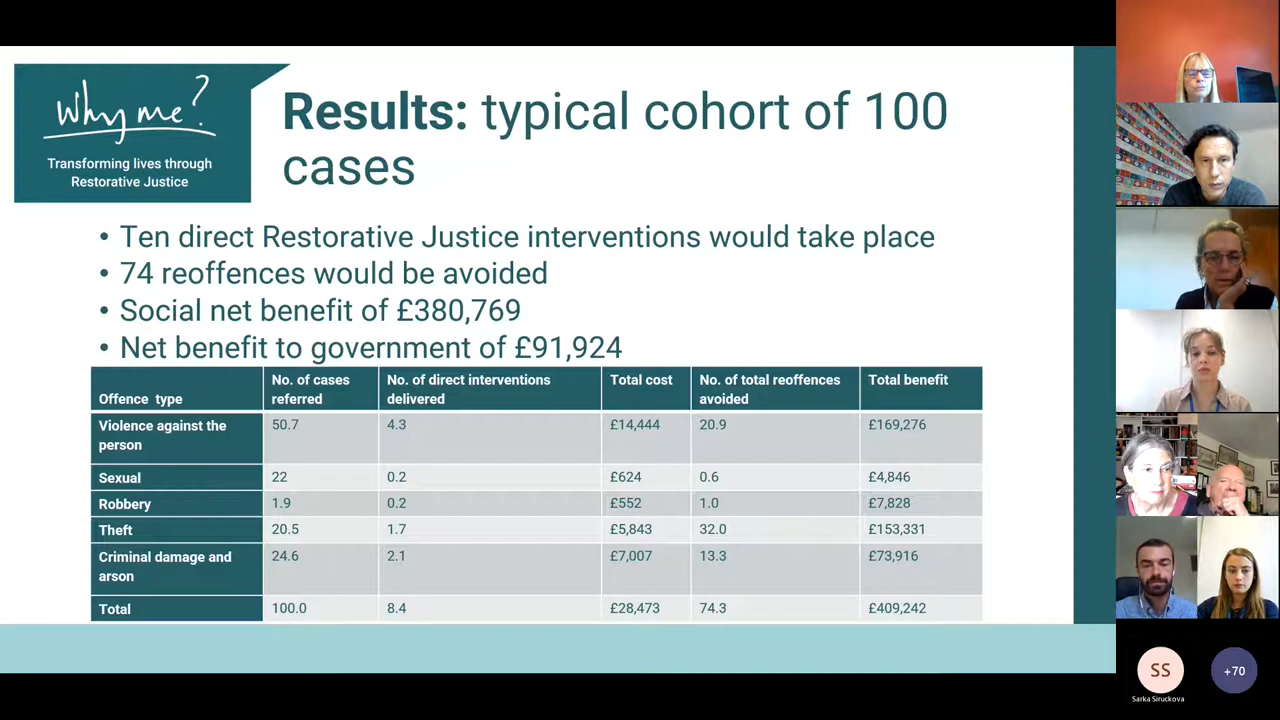 Why me?
Transforming lives through
Restorative Justice
Results: typical cohort of 100
cases
• Ten direct Restorative Justice interventions would take place
• 74 reoffences would be avoided
• Social net benefit of £380,769
• Net benefit to government of £91,924
Offence type No. of cases referred No. of direct interventions delivered Total cost No. of total reoffences avoided Total benefit
Violence against the person 50.7 4.3 £14,444 20.9 £169,276
Sexual 22 0.2 £624 0.6 £4,846
Robbery 1.9 0.2 £552 1.0 £7,828
Theft 20.5 1.7 £5,843 32.0 £153,331
Criminal damage and arson 24.6 2.1 £7,007 13.3 £73,916
Total 100.0 8.4 £28,473 74.3 £409,242
SS
+70
Sarka Siruckova